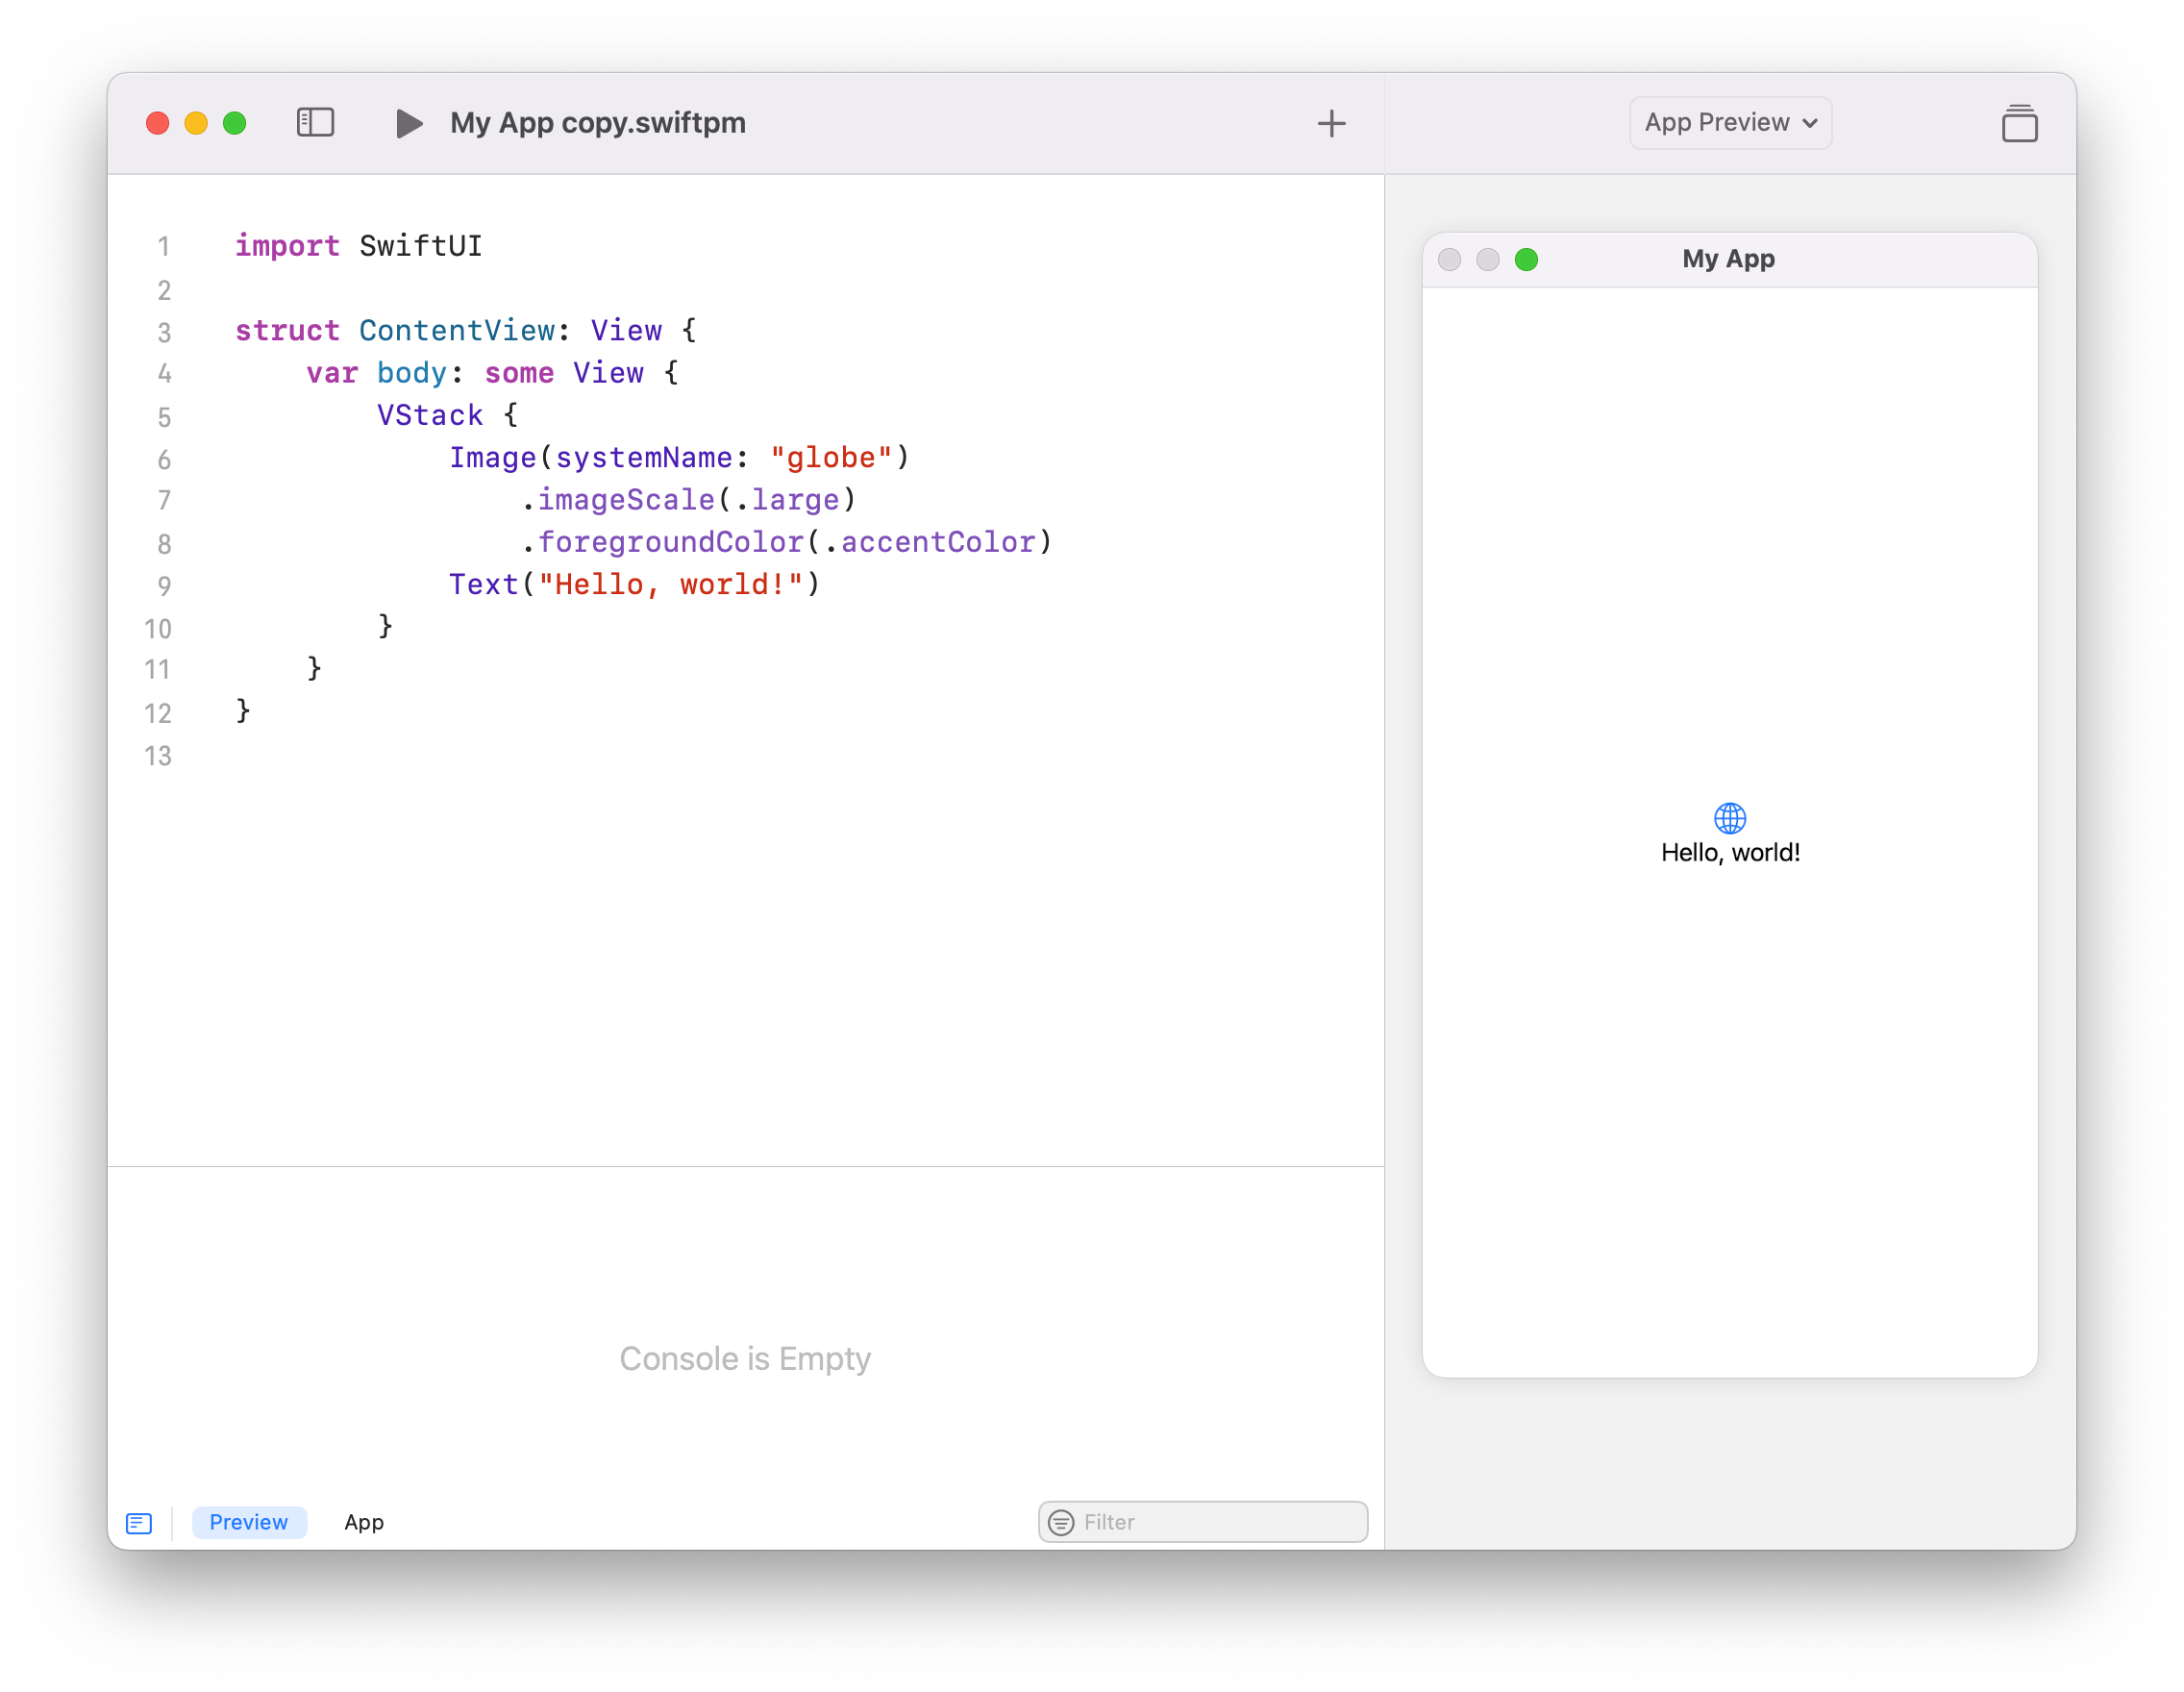 My App copy.swiftpm
App Preview
1 import SwiftUI
2
3 struct ContentView: View {
4     var body: some View {
5         VStack {
6             Image(systemName: "globe")
7                 .imageScale(.large)
8                 .foregroundColor(.accentColor)
9             Text("Hello, world!")
10         }
11     }
12 }
13
My App
Hello, world!
Console is Empty
Preview App Filter